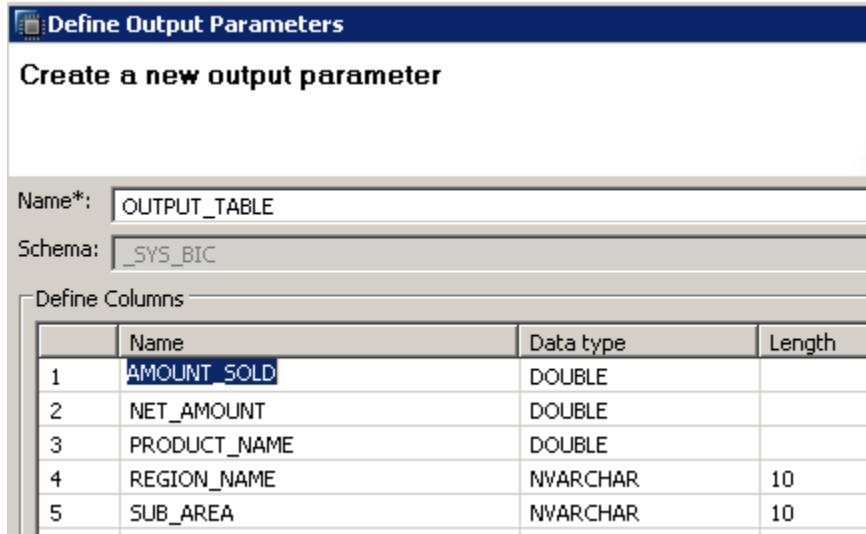 Define Output Parameters
Create a new output parameter
Name*: OUTPUT_TABLE
Schema: _SYS_BIC
Define Columns
Name Data type Length
1 AMOUNT_SOLD DOUBLE
2 NET_AMOUNT DOUBLE
3 PRODUCT_NAME DOUBLE
4 REGION_NAME NVARCHAR 10
5 SUB_AREA NVARCHAR 10